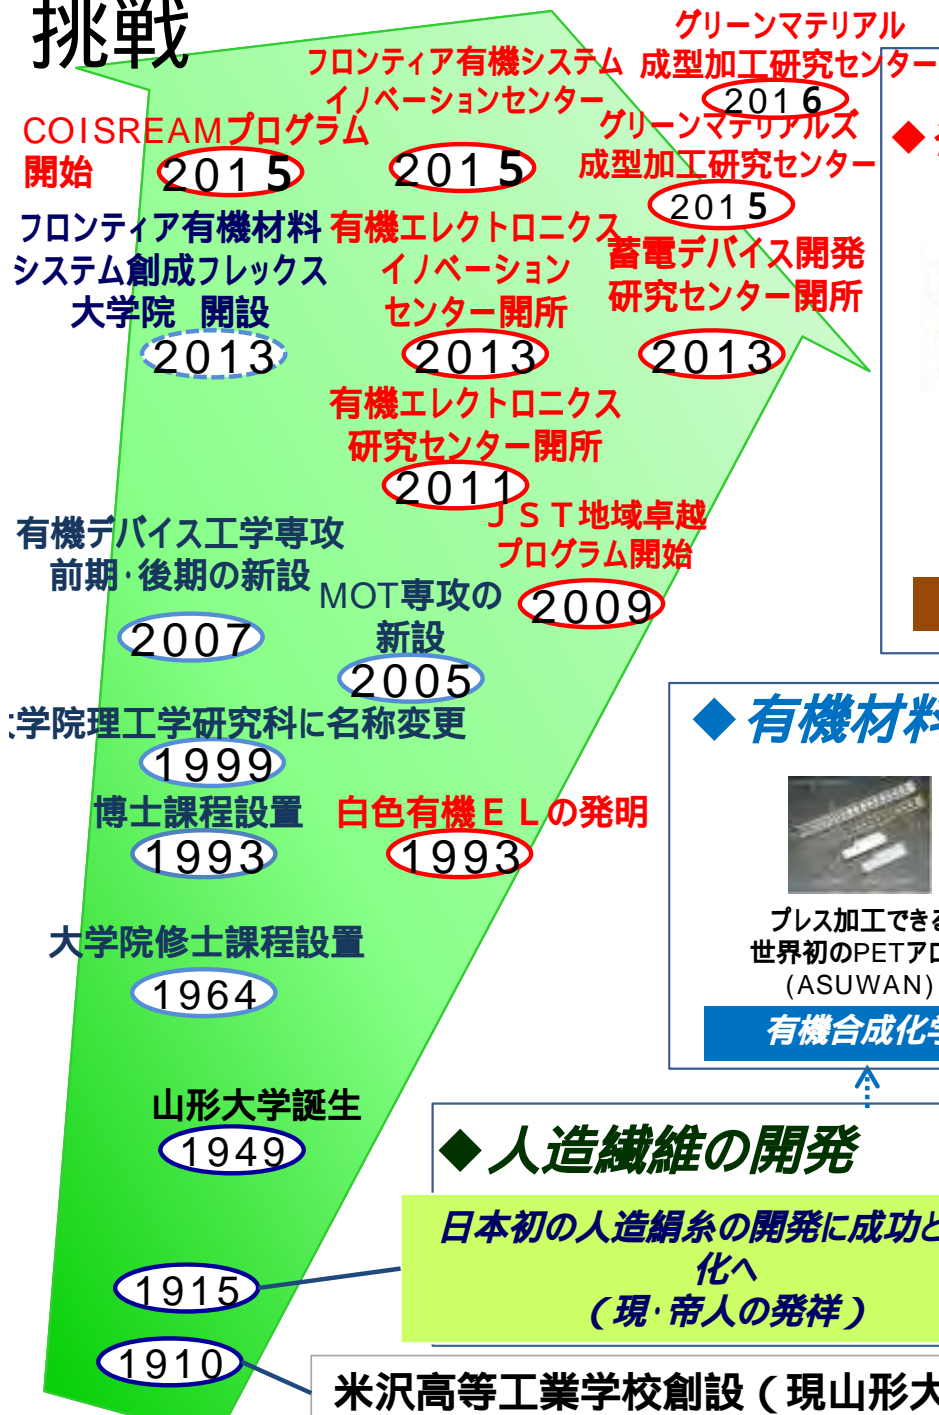 挑戦
グリーンマテリアル
成型加工研究センター
2016
フロンティア有機システム
イノベーションセンター
2015
COISREAMプログラム
開始
2015
グリーンマテリアルズ
成型加工研究センター
2015
フロンティア有機材料
システム創成フレックス
大学院 開設
2013
有機エレクトロニクス
イノベーション
センター開所
2013
蓄電デバイス開発
研究センター開所
2013
有機エレクトロニクス
研究センター開所
2011
JST地域卓越
プログラム開始
2009
有機デバイス工学専攻
前期・後期の新設
2007
MOT専攻の
新設
2005
学院理工学研究科に名称変更
1999
博士課程設置
1993
白色有機ELの発明
1993
大学院修士課程設置
1964
山形大学誕生
1949
1915
1910
◆有機材料
プレス加工できる
世界初のPETアロ
(ASUWAN)
有機合成化学
◆人造繊維の開発
日本初の人造絹糸の開発に成功と
化へ
(現・帝人の発祥)
米沢高等工業学校創設(現山形大